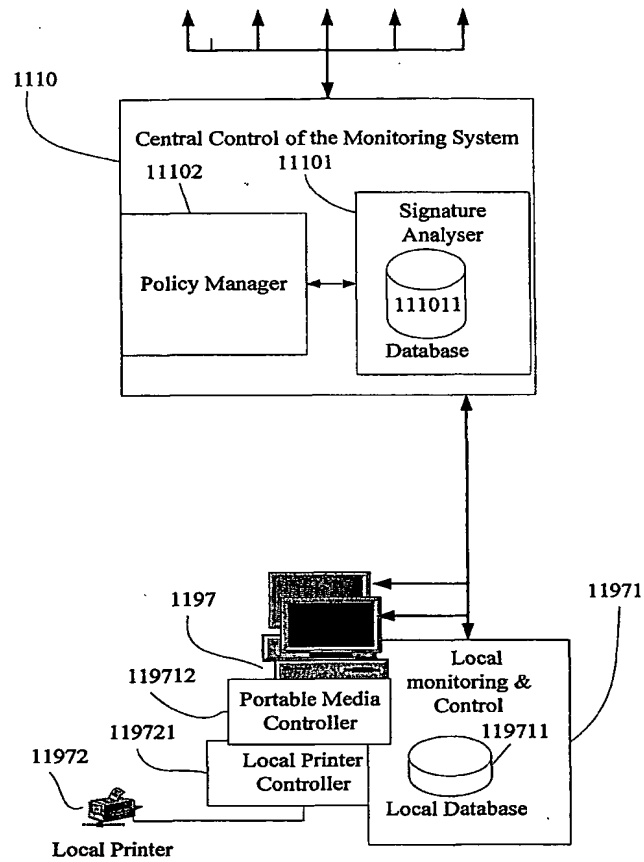 1110
Central Control of the Monitoring System
11102
11101
Signature
Analyser
Policy Manager
111011
Database
11971
1197
Local
monitoring &
Control
119712
Portable Media
Controller
119711
119721
Local Printer
Controller
11972
Local Database
Local Printer